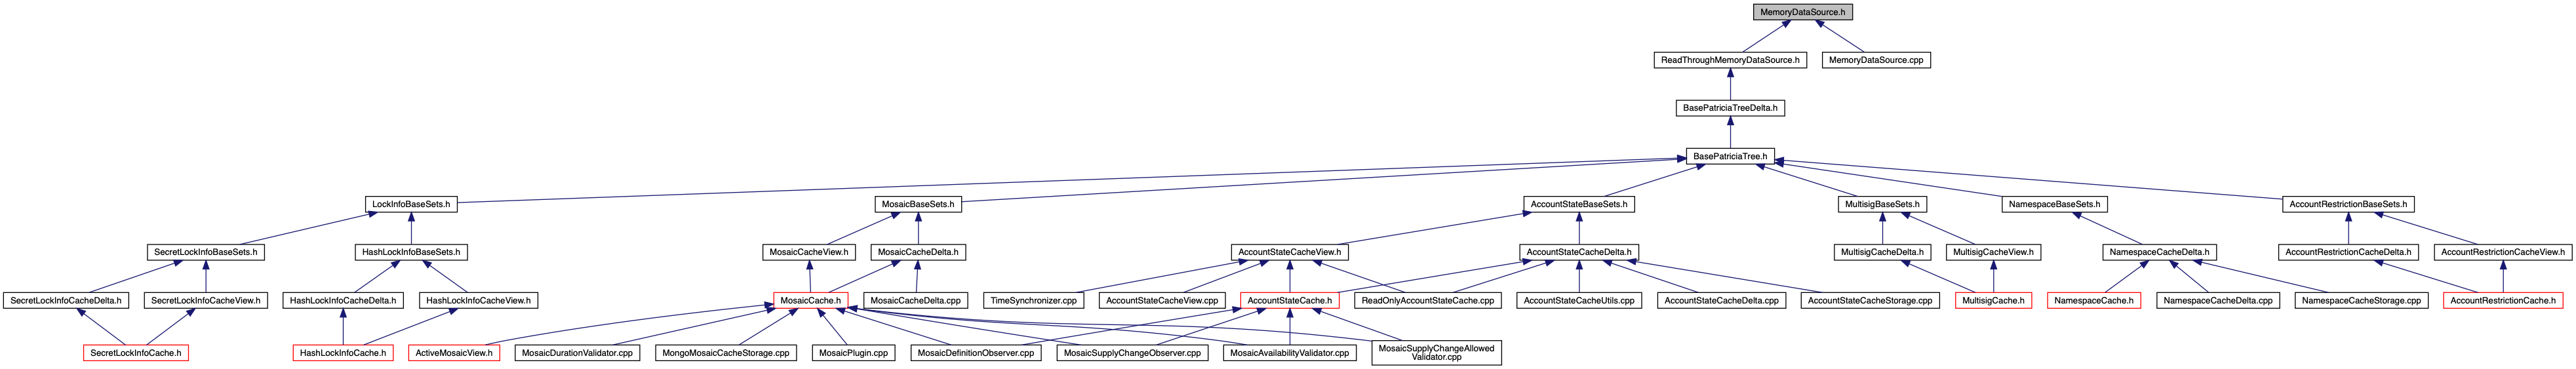 MemoryDataSource.h
ReadThroughMemoryDataSource.h
MemoryDataSource.cpp
BasePatriciaTreeDelta.h
BasePatriciaTree.h
LockInfoBaseSets.h
MosaicBaseSets.h
AccountStateBaseSets.h
MultisigBaseSets.h
NamespaceBaseSets.h
AccountRestrictionBaseSets.h
SecretLockInfoBaseSets.h
HashLockInfoBaseSets.h
MosaicCacheView.h
MosaicCacheDelta.h
AccountStateCacheView.h
AccountStateCacheDelta.h
MultisigCacheDelta.h
MultisigCacheView.h
NamespaceCacheDelta.h
AccountRestrictionCacheDelta.h
AccountRestrictionCacheView.h
SecretLockInfoCacheDelta.h
SecretLockInfoCacheView.h
HashLockInfoCacheDelta.h
HashLockInfoCacheView.h
MosaicCache.h
MosaicCacheDelta.cpp
TimeSynchronizer.cpp
AccountStateCacheView.cpp
AccountStateCache.h
ReadOnlyAccountStateCache.cpp
AccountStateCacheUtils.cpp
AccountStateCacheDelta.cpp
AccountStateCacheStorage.cpp
MultisigCache.h
NamespaceCache.h
NamespaceCacheDelta.cpp
NamespaceCacheStorage.cpp
AccountRestrictionCache.h
SecretLockInfoCache.h
HashLockInfoCache.h
ActiveMosaicView.h
MosaicDurationValidator.cpp
MongoMosaicCacheStorage.cpp
MosaicPlugin.cpp
MosaicDefinitionObserver.cpp
MosaicSupplyChangeObserver.cpp
MosaicAvailabilityValidator.cpp
MosaicSupplyChangeAllowed
Validator.cpp